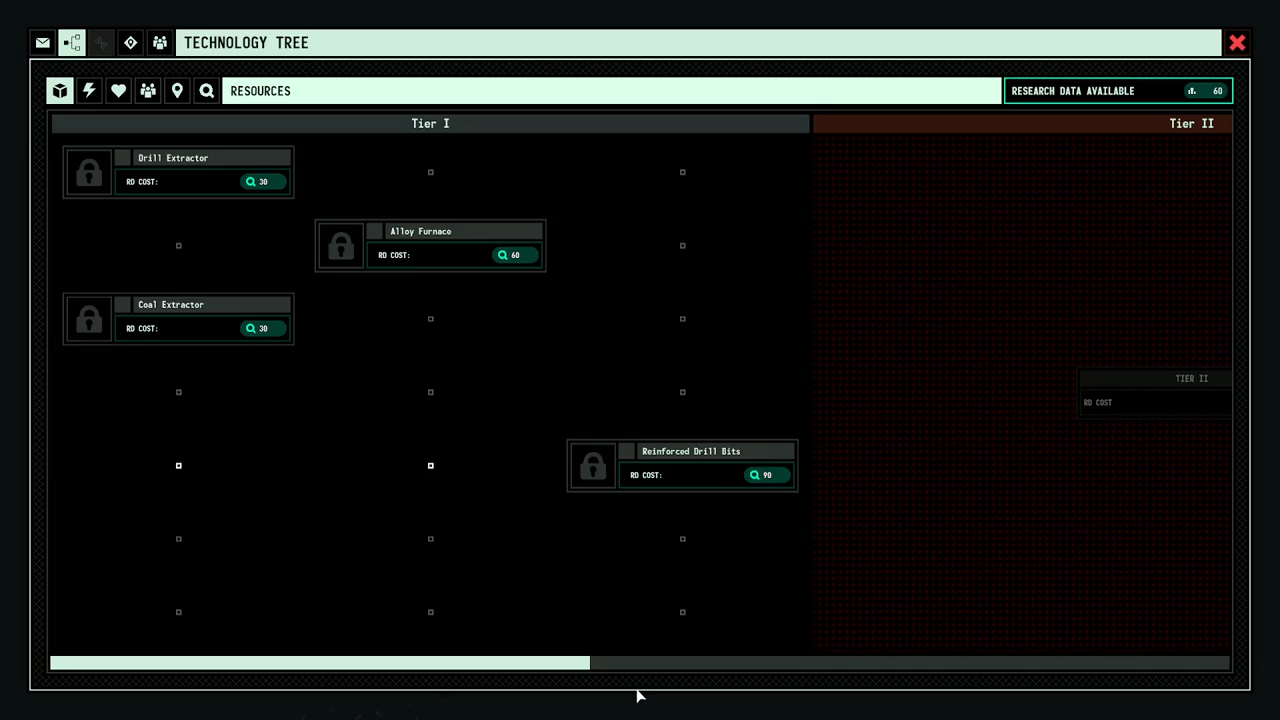 TECHNOLOGY TREE
RESOURCES
RESEARCH DATA AVAILABLE 60
Tier I
Tier II
Drill Extractor
RD COST: 30
Alloy Furnace
RD COST: 60
Coal Extractor
RD COST: 30
TIER II
RD COST
Reinforced Drill Bits
RD COST: 90